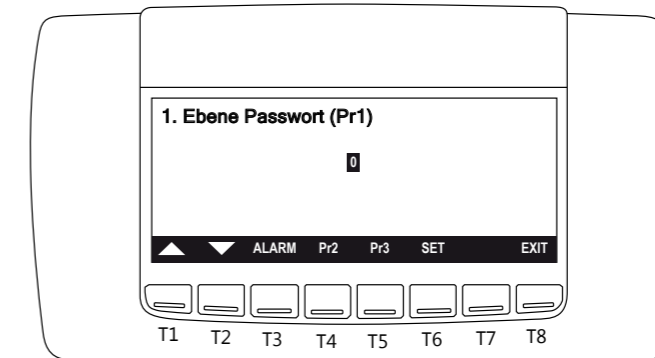 1. Ebene Passwort (Pr1)
0
ALARM Pr2 Pr3 SET EXIT
T1 T2 T3 T4 T5 T6 T7 T8